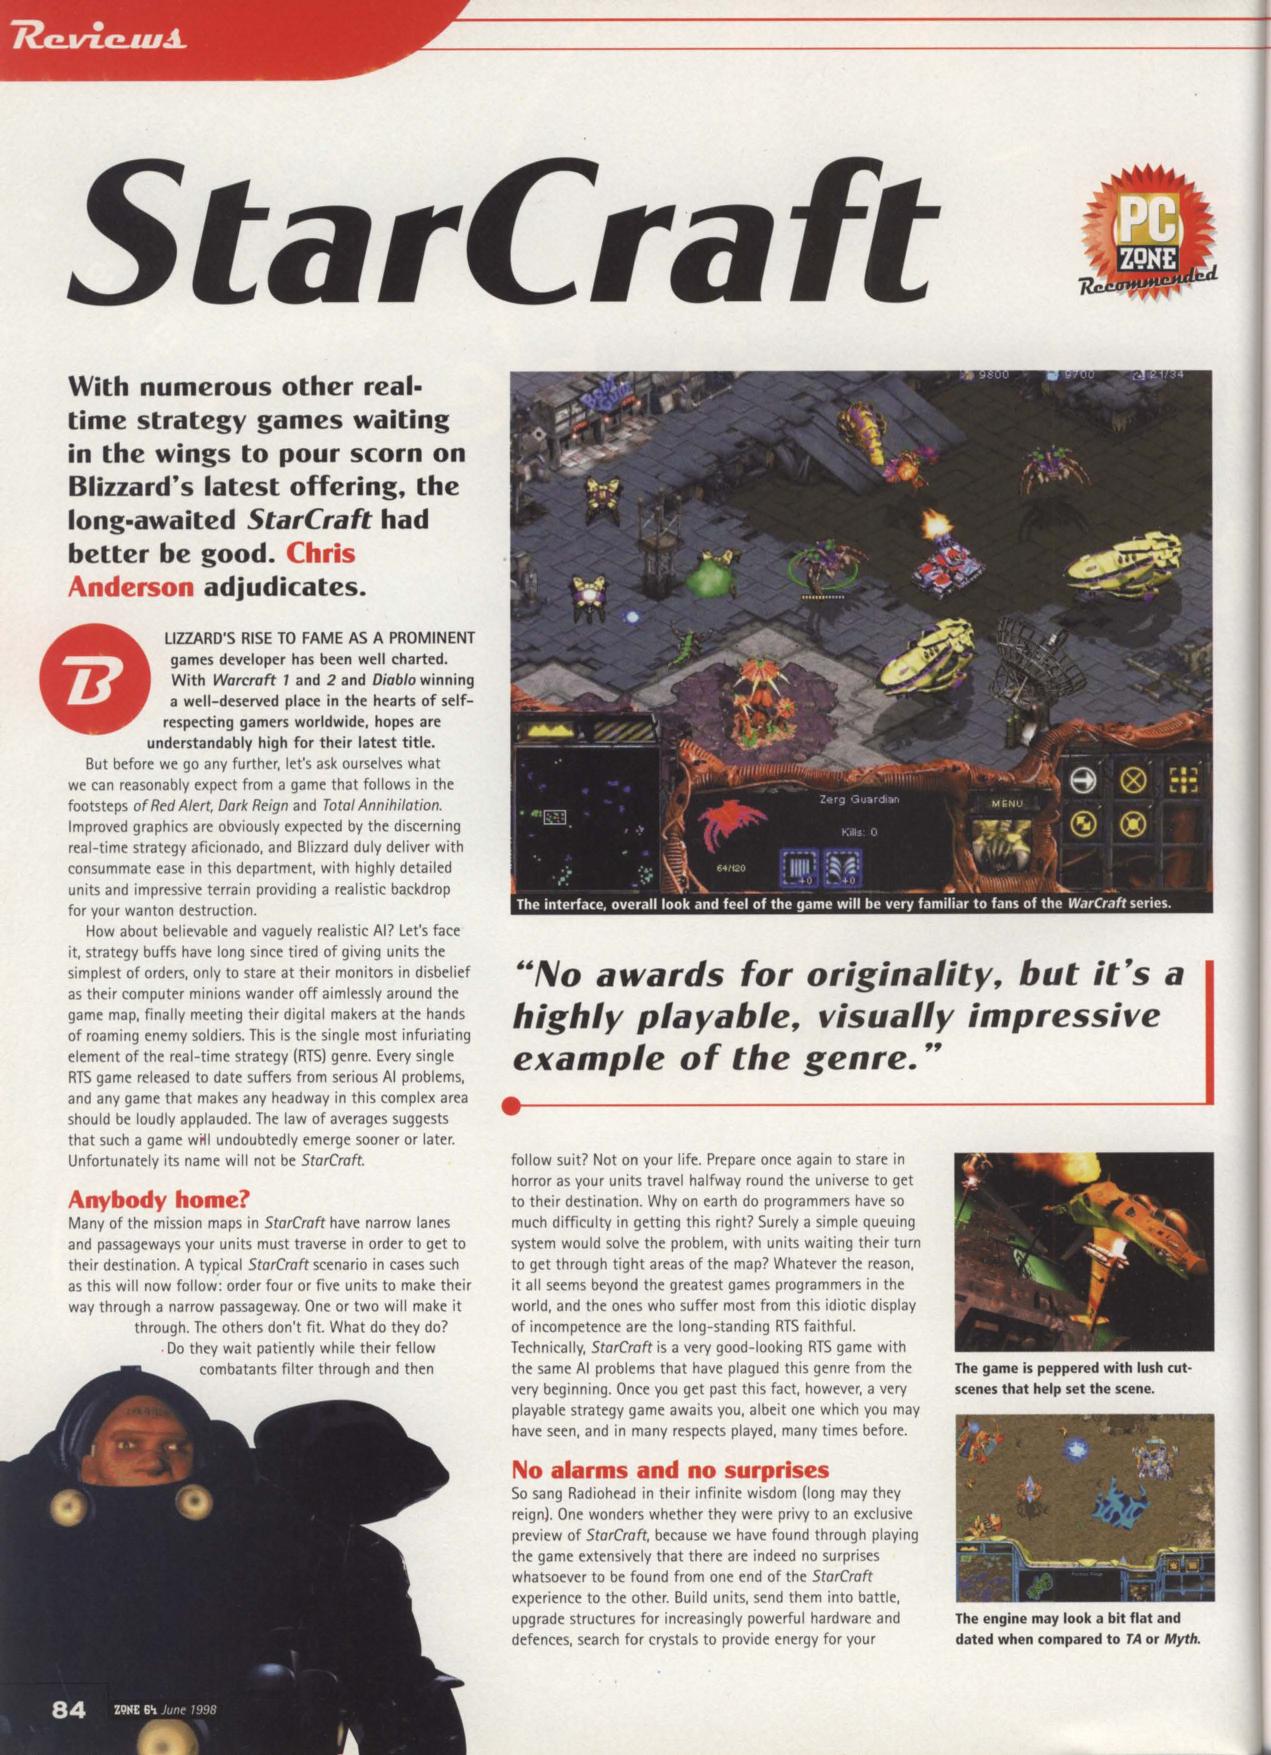 Reviews
StarCraft
PC
ZONE
Recommended
With numerous other real-
time strategy games waiting
in the wings to pour scorn on
Blizzard's latest offering, the
long-awaited StarCraft had
better be good. Chris
Anderson adjudicates.
B
LIZZARD'S RISE TO FAME AS A PROMINENT
games developer has been well charted.
With Warcraft 1 and 2 and Diablo winning
a well-deserved place in the hearts of self-
respecting gamers worldwide, hopes are
understandably high for their latest title.
But before we go any further, let's ask ourselves what
we can reasonably expect from a game that follows in the
footsteps of Red Alert, Dark Reign and Total Annihilation.
Improved graphics are obviously expected by the discerning
real-time strategy aficionado, and Blizzard duly deliver with
consummate ease in this department, with highly detailed
units and impressive terrain providing a realistic backdrop
for your wanton destruction.
How about believable and vaguely realistic AI? Let's face
it, strategy buffs have long since tired of giving units the
simplest of orders, only to stare at their monitors in disbelief
as their computer minions wander off aimlessly around the
game map, finally meeting their digital makers at the hands
of roaming enemy soldiers. This is the single most infuriating
element of the real-time strategy (RTS) genre. Every single
RTS game released to date suffers from serious AI problems,
and any game that makes any headway in this complex area
should be loudly applauded. The law of averages suggests
that such a game will undoubtedly emerge sooner or later.
Unfortunately its name will not be StarCraft.
Anybody home?
Many of the mission maps in StarCraft have narrow lanes
and passageways your units must traverse in order to get to
their destination. A typical StarCraft scenario in cases such
as this will now follow: order four or five units to make their
way through a narrow passageway. One or two will make it
through. The others don't fit. What do they do?
Do they wait patiently while their fellow
combatants filter through and then
9800
9700
21/34
Zerg Guardian
Kills: 0
64/120
+0
+0
MENU
The interface, overall look and feel of the game will be very familiar to fans of the WarCraft series.
"No awards for originality, but it's a
highly playable, visually impressive
example of the genre."
follow suit? Not on your life. Prepare once again to stare in
horror as your units travel halfway round the universe to get
to their destination. Why on earth do programmers have so
much difficulty in getting this right? Surely a simple queuing
system would solve the problem, with units waiting their turn
to get through tight areas of the map? Whatever the reason,
it all seems beyond the greatest games programmers in the
world, and the ones who suffer most from this idiotic display
of incompetence are the long-standing RTS faithful.
Technically, StarCraft is a very good-looking RTS game with
the same AI problems that have plagued this genre from the
very beginning. Once you get past this fact, however, a very
playable strategy game awaits you, albeit one which you may
have seen, and in many respects played, many times before.
No alarms and no surprises
So sang Radiohead in their infinite wisdom (long may they
reign). One wonders whether they were privy to an exclusive
preview of StarCraft, because we have found through playing
the game extensively that there are indeed no surprises
whatsoever to be found from one end of the StarCraft
experience to the other. Build units, send them into battle,
upgrade structures for increasingly powerful hardware and
defences, search for crystals to provide energy for your
The game is peppered with lush cut-
scenes that help set the scene.
The engine may look a bit flat and
dated when compared to TA or Myth.
84
ZONE 64 June 1998